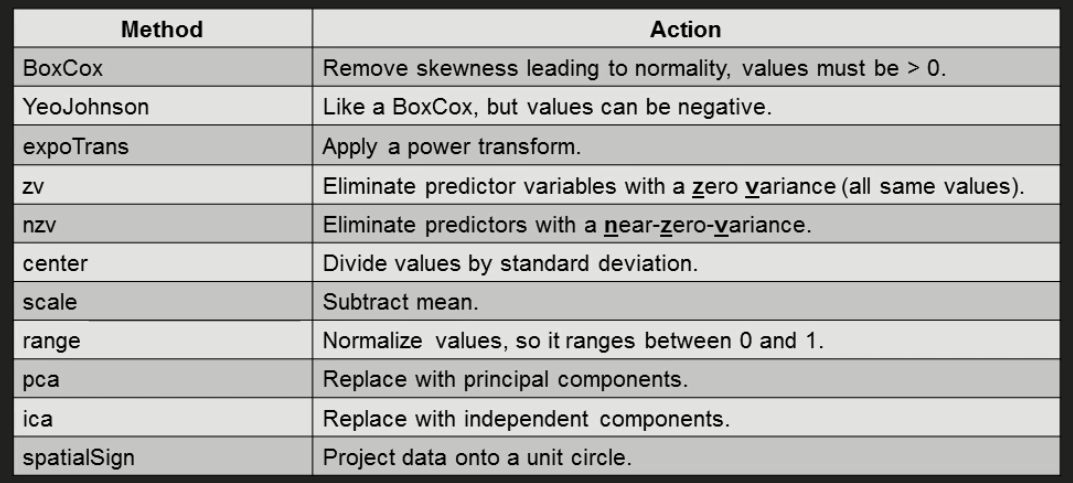 Method Action
BoxCox Remove skewness leading to normality, values must be > 0.
YeoJohnson Like a BoxCox, but values can be negative.
expoTrans Apply a power transform.
zv Eliminate predictor variables with a zero variance (all same values).
nzv Eliminate predictors with a near-zero-variance.
center Divide values by standard deviation.
scale Subtract mean.
range Normalize values, so it ranges between 0 and 1.
pca Replace with principal components.
ica Replace with independent components.
spatialSign Project data onto a unit circle.